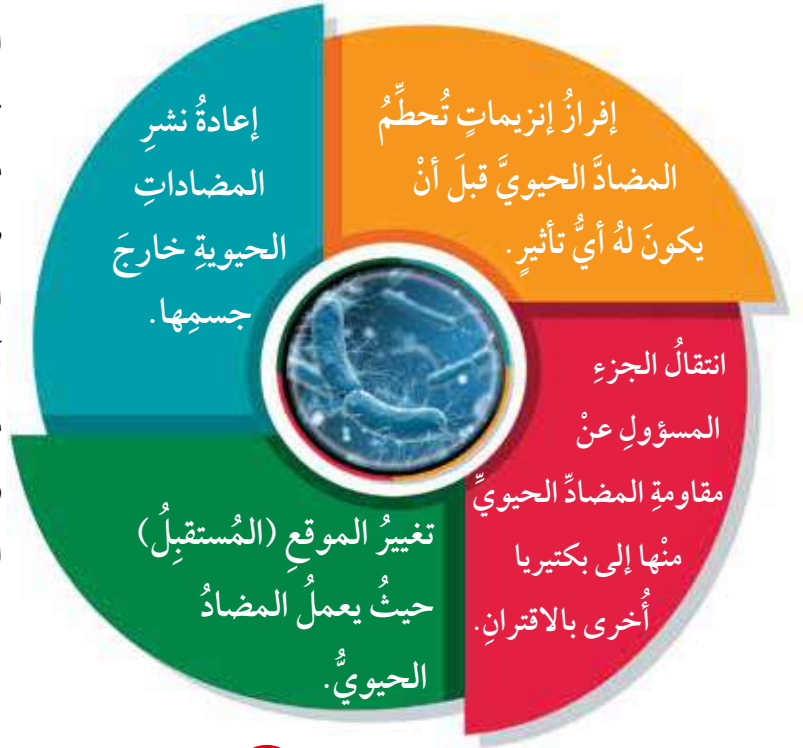 إفرازُ إنزيماتٍ تُحطِّمُ
المضادَّ الحيويَّ قبلَ أنْ
يكونَ لهُ أيُّ تأثيرٍ.
انتقالُ الجزءِ
المسؤولِ عنْ
مقاومةِ المضادِّ الحيويِّ
منْها إلى بكتيريا
أُخرى بالاقترانِ.
تغييرُ الموقعِ (المُستقبِلُ)
حيثُ يعملُ المضادُ
الحيويُّ.
إعادةُ نشرِ
المضاداتِ
الحيويةِ خارجَ
جسمِها.